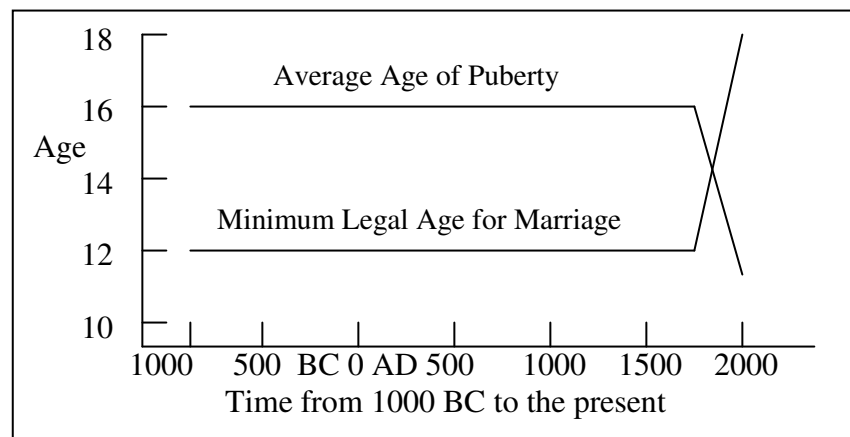 18
Average Age of Puberty
16
Age
14
Minimum Legal Age for Marriage
12
10
1000 500 BC 0 AD 500 1000 1500 2000
Time from 1000 BC to the present